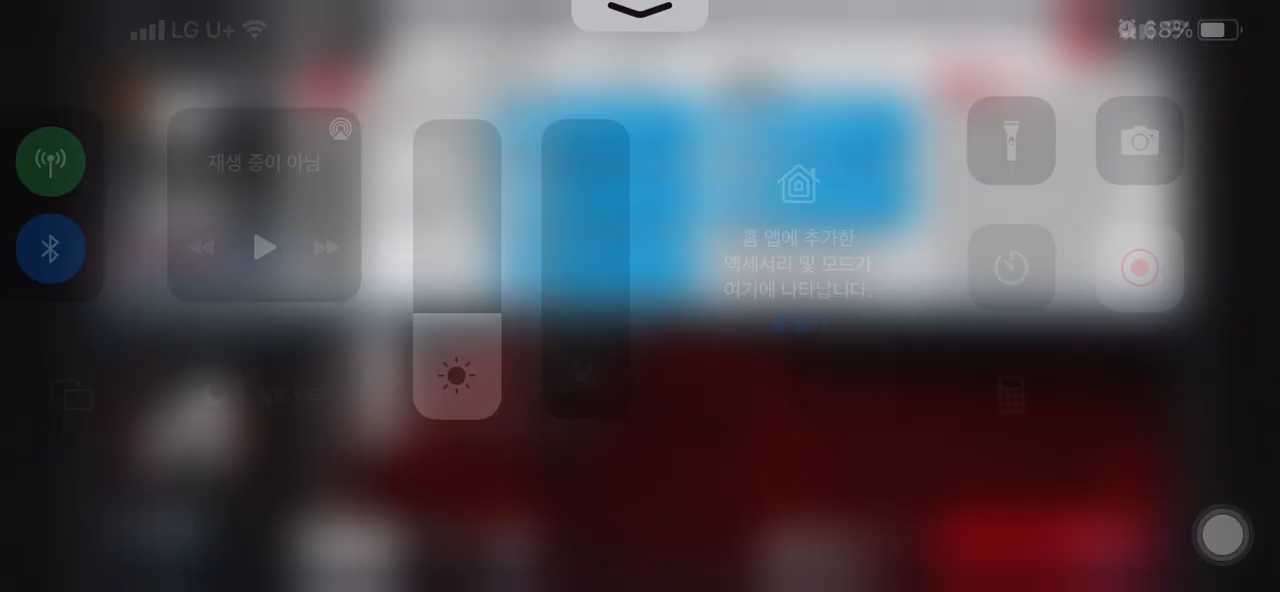 LG U+
68%
재생 중이 아님
홈 앱에 추가한
액세서리 및 모드가
여기에 나타납니다.